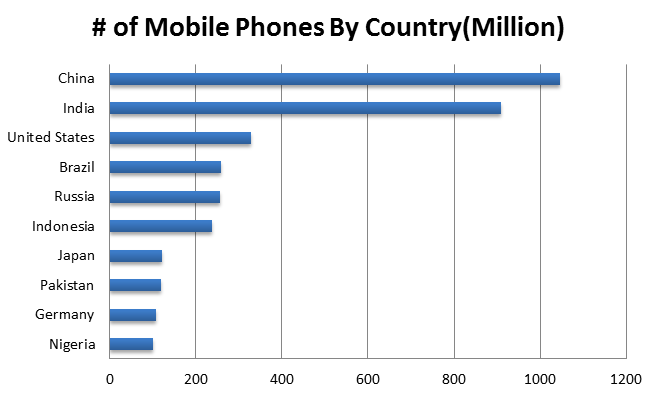 # of Mobile Phones By Country(Million)
China
India
United States
Brazil
Russia
Indonesia
Japan
Pakistan
Germany
Nigeria
0 200 400 600 800 1000 1200